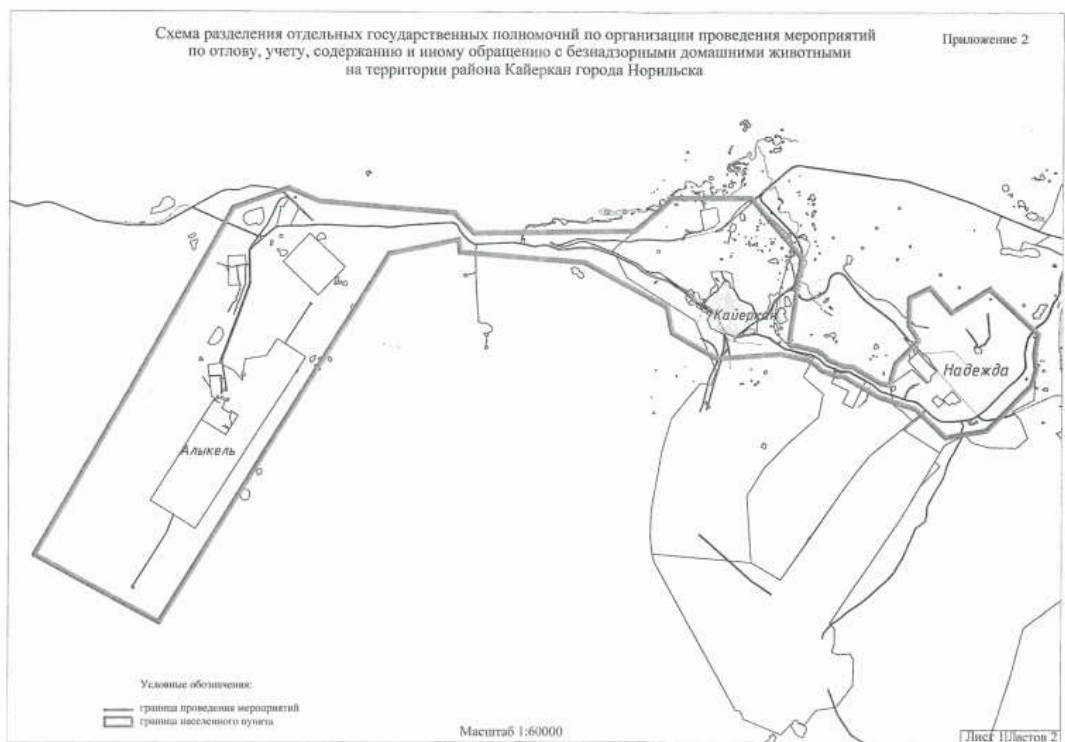 Схема разделения отдельных государственных полномочий по организации проведения мероприятий
по отлову, учету, содержанию и иному обращению с безнадзорными домашними животными
на территории района Кайеркан города Норильска
Приложение 2
Кайеркан
Надежда
Алыкель
Условные обозначения:
граница проведения мероприятий
граница населенного пункта
Масштаб 1:60000
Лист 1 Листов 2